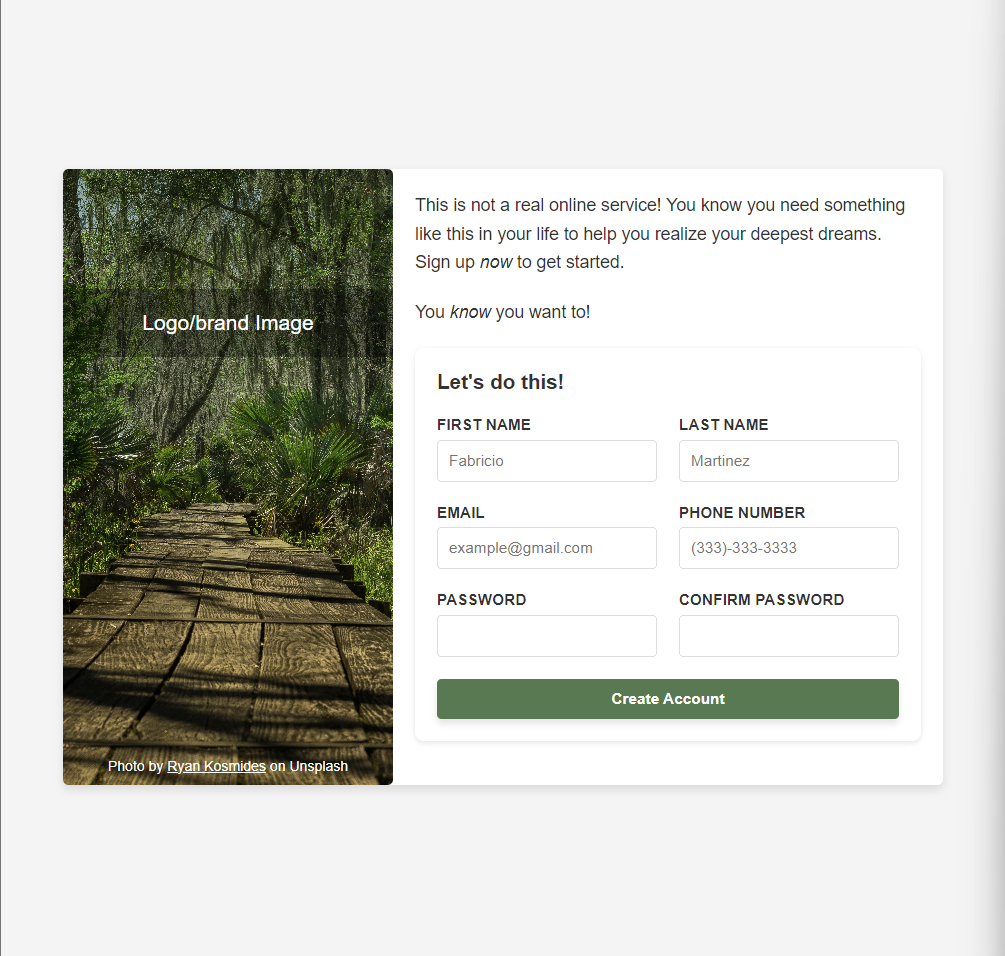 Logo/brand Image
Photo by Ryan Kosmides on Unsplash
This is not a real online service! You know you need something
like this in your life to help you realize your deepest dreams.
Sign up now to get started.
You know you want to!
Let's do this!
FIRST NAME
LAST NAME
Fabricio
Martinez
EMAIL
PHONE NUMBER
example@gmail.com
(333)-333-3333
PASSWORD
CONFIRM PASSWORD
Create Account